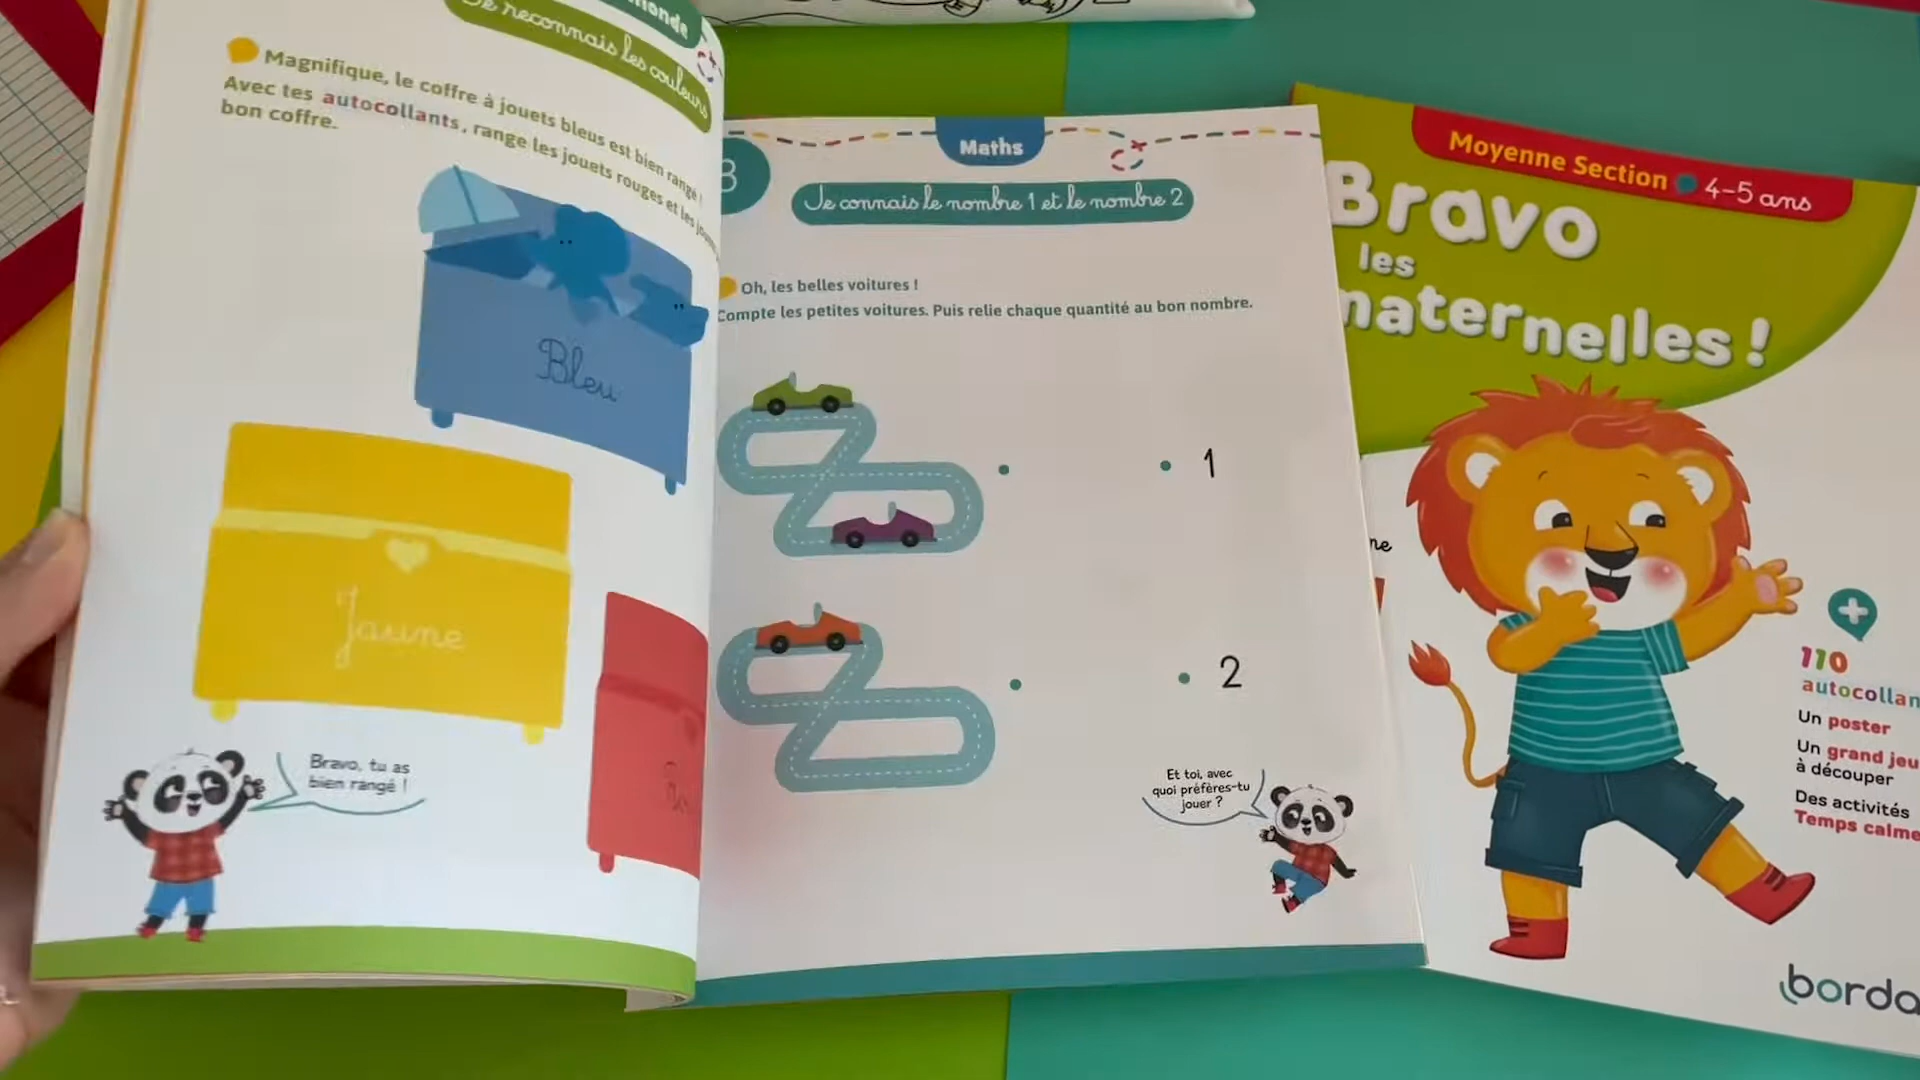 monde
Je reconnais les couleurs
Magnifique, le coffre à jouets bleus est bien rangé !
Avec tes autocollants, range les jouets rouges et les
bon coffre.
Bleu
Jaune
Bravo, tu as
bien rangé !
Maths
Je connais le nombre 1 et le nombre 2
Oh, les belles voitures !
Compte les petites voitures. Puis relie chaque quantité au bon nombre.
1
2
Et toi, avec
quoi préfères-tu
jouer ?
Moyenne Section 4-5 ans
Bravo
les
maternelles !
110
autocollan
Un poster
Un grand jeu
à découper
Des activités
Temps calme
borda